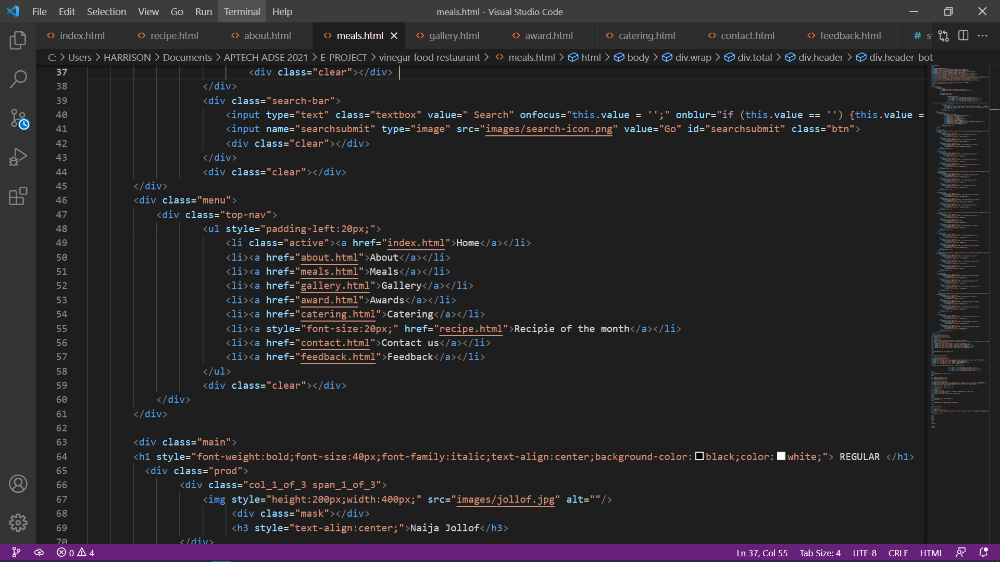 File Edit Selection View Go Run Terminal Help meals.html - Visual Studio Code
index.html recipe.html about.html meals.html gallery.html award.html catering.html contact.html feedback.html # st
C: > Users > HARRISON > Documents > APTECH ADSE 2021 > E-PROJECT > vinegar food restaurant > meals.html > html > body > div.wrap > div.total > div.header > div.header-bot
37 <div class="clear"></div>
38 </div>
39 <div class="search-bar">
40 <input type="text" class="textbox" value=" Search" onfocus="this.value = '';" onblur="if (this.value == '') {this.value =
41 <input name="searchsubmit" type="image" src="images/search-icon.png" value="Go" id="searchsubmit" class="btn">
42 <div class="clear"></div>
43 </div>
44 <div class="clear"></div>
45 </div>
46 <div class="menu">
47 <div class="top-nav">
48 <ul style="padding-left:20px;">
49 <li class="active"><a href="index.html">Home</a></li>
50 <li><a href="about.html">About</a></li>
51 <li><a href="meals.html">Meals</a></li>
52 <li><a href="gallery.html">Gallery</a></li>
53 <li><a href="award.html">Awards</a></li>
54 <li><a href="catering.html">Catering</a></li>
55 <li><a style="font-size:20px;" href="recipe.html">Recipie of the month</a></li>
56 <li><a href="contact.html">Contact us</a></li>
57 <li><a href="feedback.html">Feedback</a></li>
58 </ul>
59 <div class="clear"></div>
60 </div>
61 </div>
62
63 <div class="main">
64 <h1 style="font-weight:bold;font-size:40px;font-family:italic;text-align:center;background-color:black;color:white;"> REGULAR </h1>
65 <div class="prod">
66 <div class="col_1_of_3 span_1_of_3">
67 <img style="height:200px;width:400px;" src="images/jollof.jpg" alt=""/>
68 <div class="mask"></div>
69 <h3 style="text-align:center;">Naija Jollof</h3>
70 </div>
0 4 Ln 37, Col 55 Tab Size: 4 UTF-8 CRLF HTML